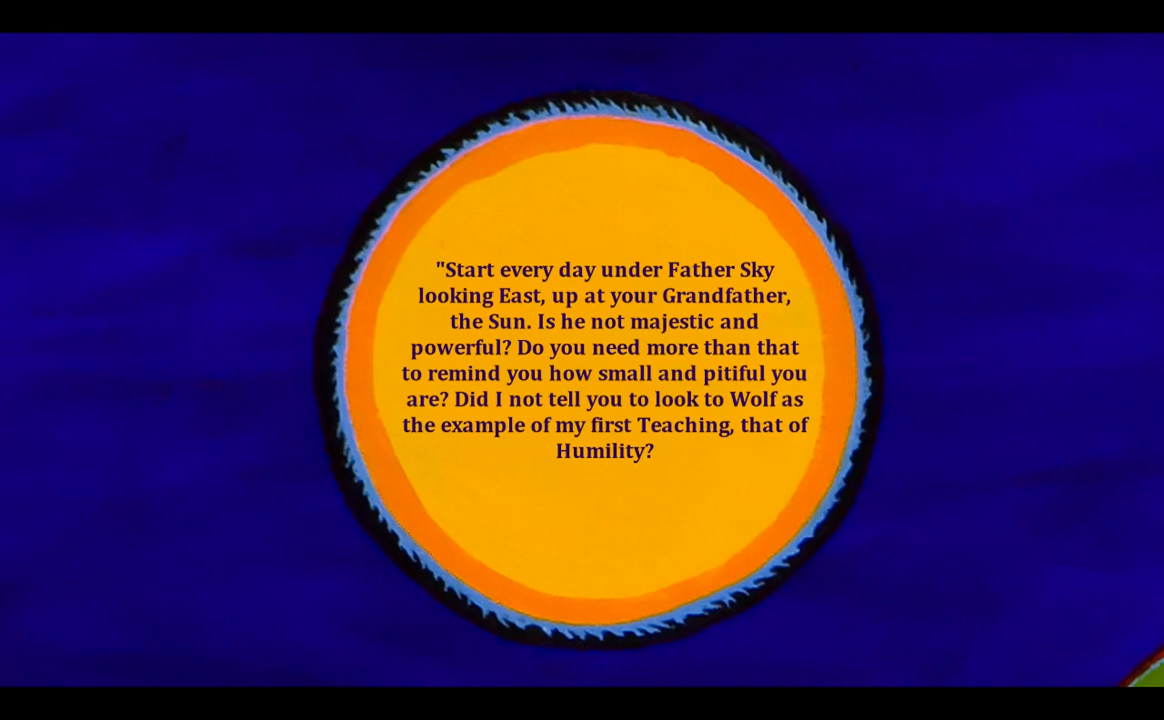 "Start every day under Father Sky
looking East, up at your Grandfather,
the Sun. Is he not majestic and
powerful? Do you need more than that
to remind you how small and pitiful you
are? Did I not tell you to look to Wolf as
the example of my first Teaching, that of
Humility?